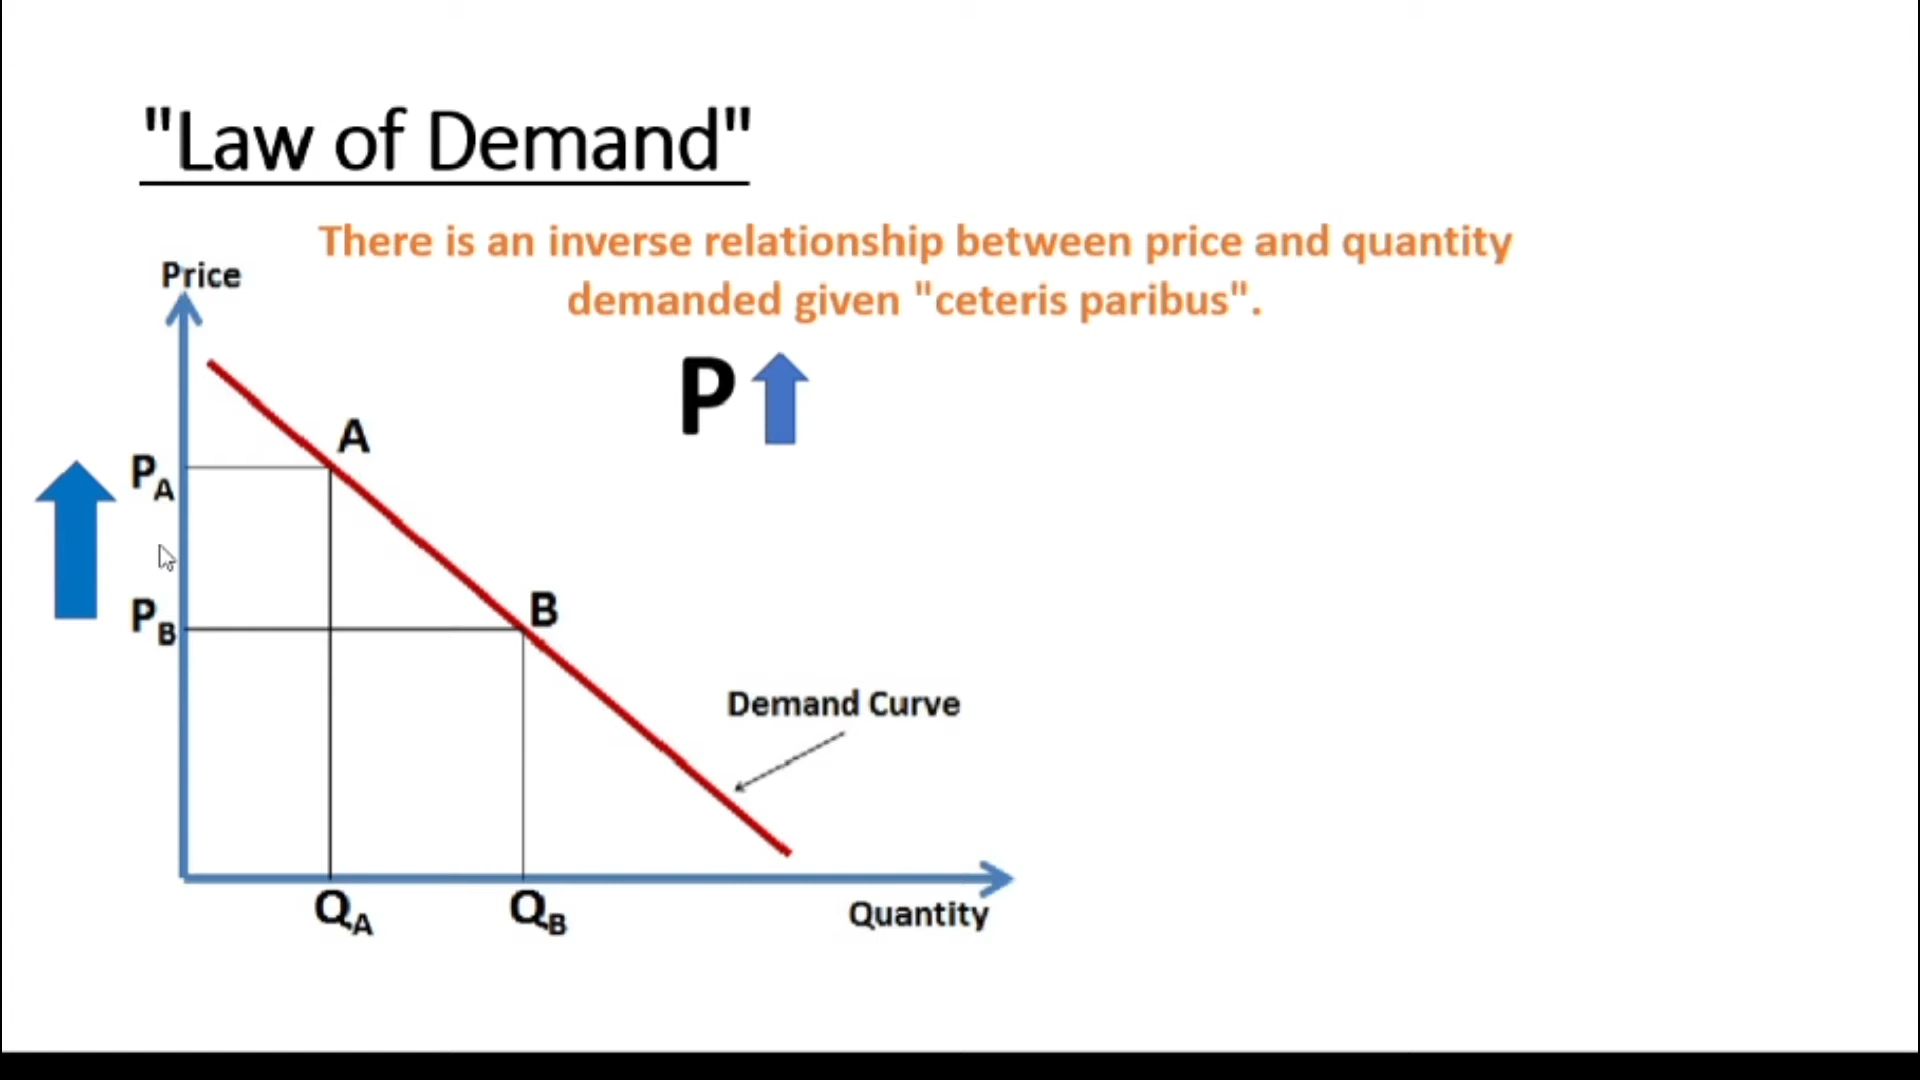 "Law of Demand"
There is an inverse relationship between price and quantity
demanded given "ceteris paribus".
Price
P
A
PA
B
PB
Demand Curve
QA
QB
Quantity